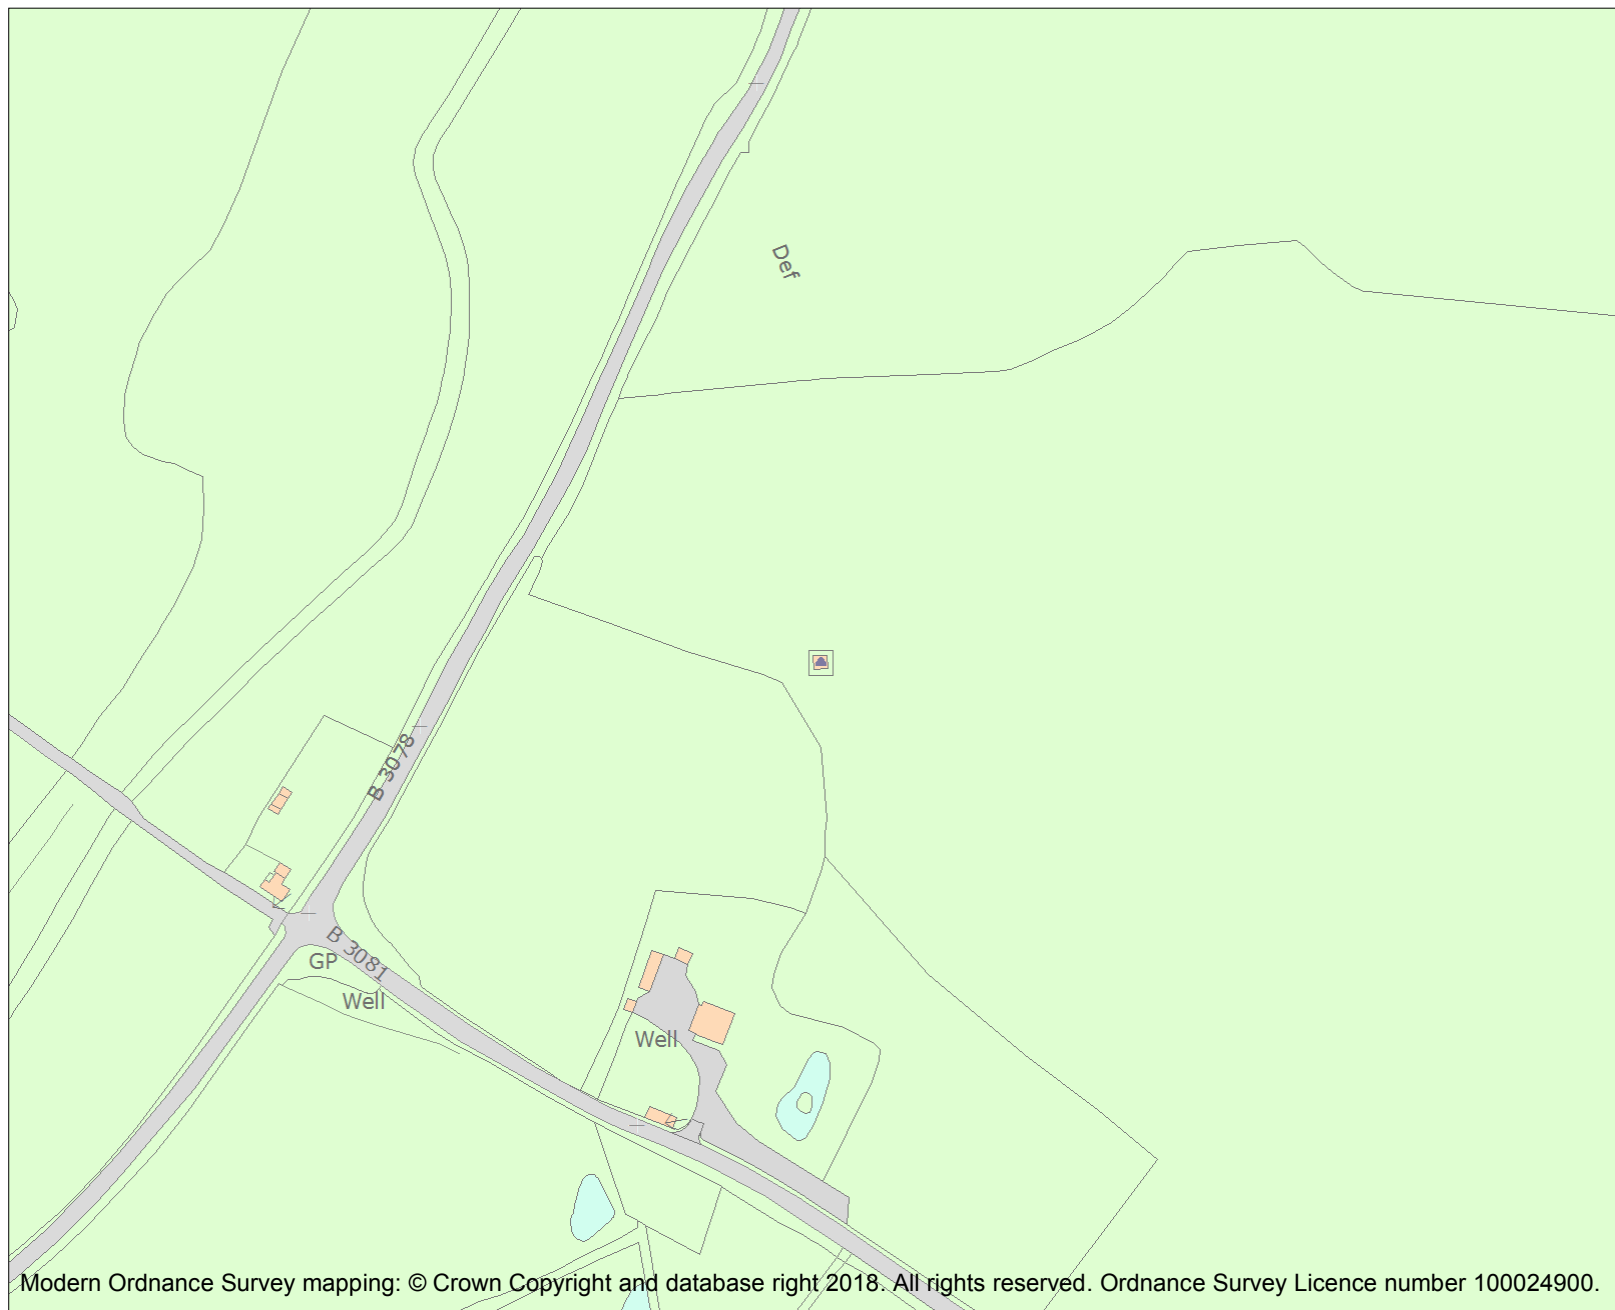 Def
B 3078
B 3081
GP
Well
Well
Modern Ordnance Survey mapping: © Crown Copyright and database right 2018. All rights reserved. Ordnance Survey Licence number 100024900.